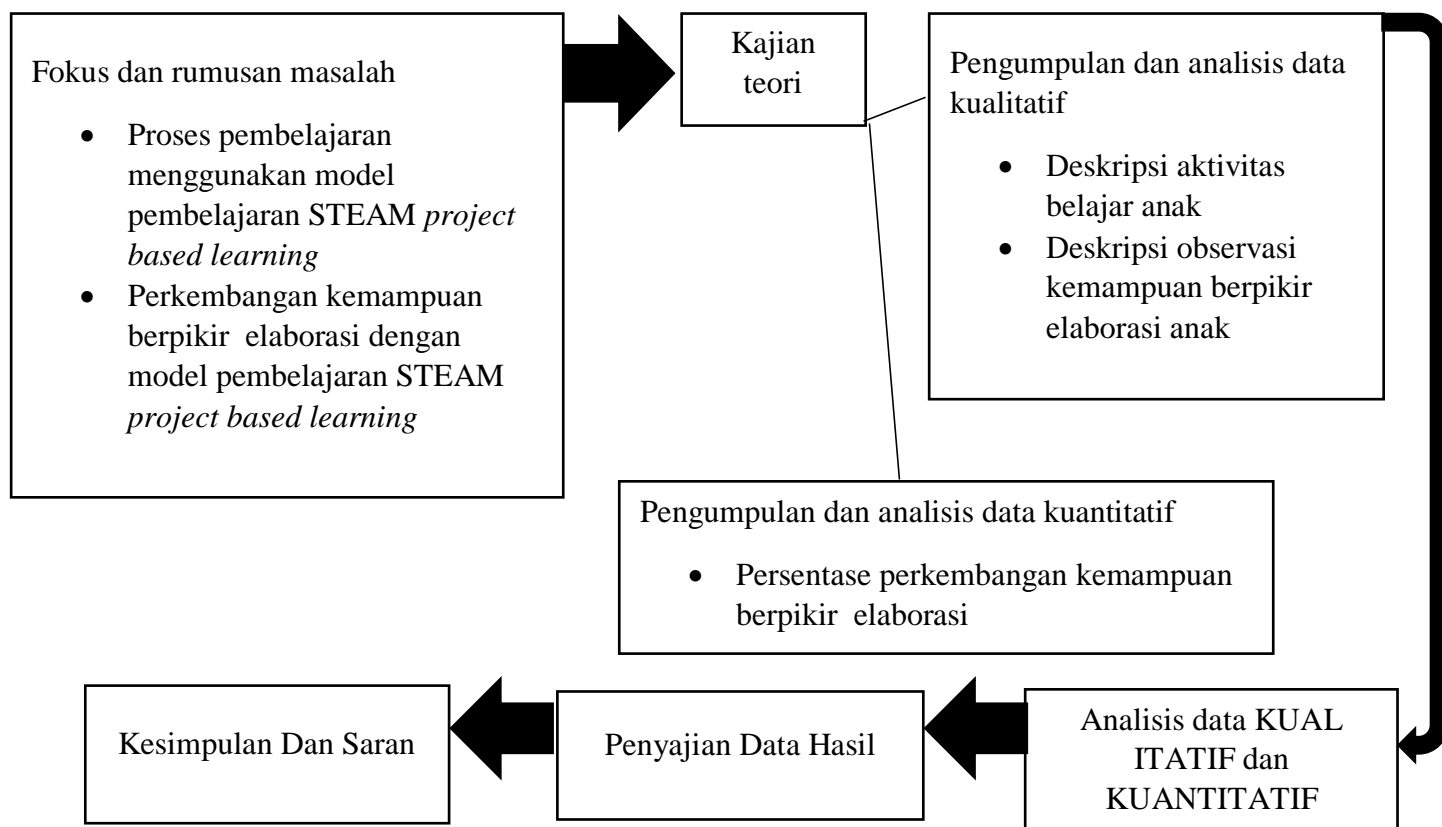 Fokus dan rumusan masalah
• Proses pembelajaran
menggunakan model
pembelajaran STEAM project
based learning
• Perkembangan kemampuan
berpikir  elaborasi dengan
model pembelajaran STEAM
project based learning
Kajian
teori
Pengumpulan dan analisis data
kualitatif
• Deskripsi aktivitas
belajar anak
• Deskripsi observasi
kemampuan berpikir
elaborasi anak
Pengumpulan dan analisis data kuantitatif
• Persentase perkembangan kemampuan
berpikir  elaborasi
Analisis data KUAL
ITATIF dan
KUANTITATIF
Penyajian Data Hasil
Kesimpulan Dan Saran